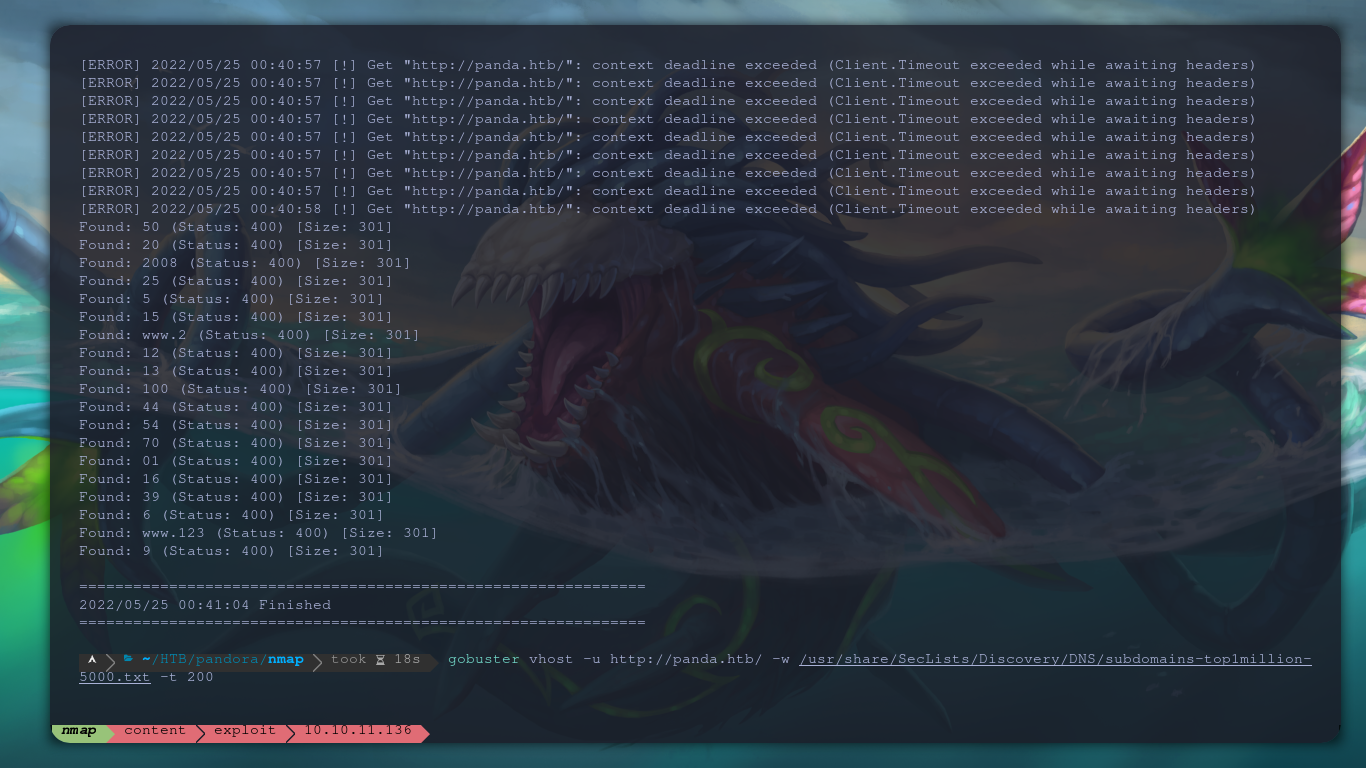 [ERROR] 2022/05/25 00:40:57 [!] Get "http://panda.htb/": context deadline exceeded (Client.Timeout exceeded while awaiting headers)
[ERROR] 2022/05/25 00:40:57 [!] Get "http://panda.htb/": context deadline exceeded (Client.Timeout exceeded while awaiting headers)
[ERROR] 2022/05/25 00:40:57 [!] Get "http://panda.htb/": context deadline exceeded (Client.Timeout exceeded while awaiting headers)
[ERROR] 2022/05/25 00:40:57 [!] Get "http://panda.htb/": context deadline exceeded (Client.Timeout exceeded while awaiting headers)
[ERROR] 2022/05/25 00:40:57 [!] Get "http://panda.htb/": context deadline exceeded (Client.Timeout exceeded while awaiting headers)
[ERROR] 2022/05/25 00:40:57 [!] Get "http://panda.htb/": context deadline exceeded (Client.Timeout exceeded while awaiting headers)
[ERROR] 2022/05/25 00:40:57 [!] Get "http://panda.htb/": context deadline exceeded (Client.Timeout exceeded while awaiting headers)
[ERROR] 2022/05/25 00:40:57 [!] Get "http://panda.htb/": context deadline exceeded (Client.Timeout exceeded while awaiting headers)
[ERROR] 2022/05/25 00:40:58 [!] Get "http://panda.htb/": context deadline exceeded (Client.Timeout exceeded while awaiting headers)
Found: 50 (Status: 400) [Size: 301]
Found: 20 (Status: 400) [Size: 301]
Found: 2008 (Status: 400) [Size: 301]
Found: 25 (Status: 400) [Size: 301]
Found: 5 (Status: 400) [Size: 301]
Found: 15 (Status: 400) [Size: 301]
Found: www.2 (Status: 400) [Size: 301]
Found: 12 (Status: 400) [Size: 301]
Found: 13 (Status: 400) [Size: 301]
Found: 100 (Status: 400) [Size: 301]
Found: 44 (Status: 400) [Size: 301]
Found: 54 (Status: 400) [Size: 301]
Found: 70 (Status: 400) [Size: 301]
Found: 01 (Status: 400) [Size: 301]
Found: 16 (Status: 400) [Size: 301]
Found: 39 (Status: 400) [Size: 301]
Found: 6 (Status: 400) [Size: 301]
Found: www.123 (Status: 400) [Size: 301]
Found: 9 (Status: 400) [Size: 301]
===============================================================
2022/05/25 00:41:04 Finished
===============================================================
~/HTB/pandora/nmap took 18s gobuster vhost -u http://panda.htb/ -w /usr/share/SecLists/Discovery/DNS/subdomains-top1million-
5000.txt -t 200
nmap content exploit 10.10.11.136